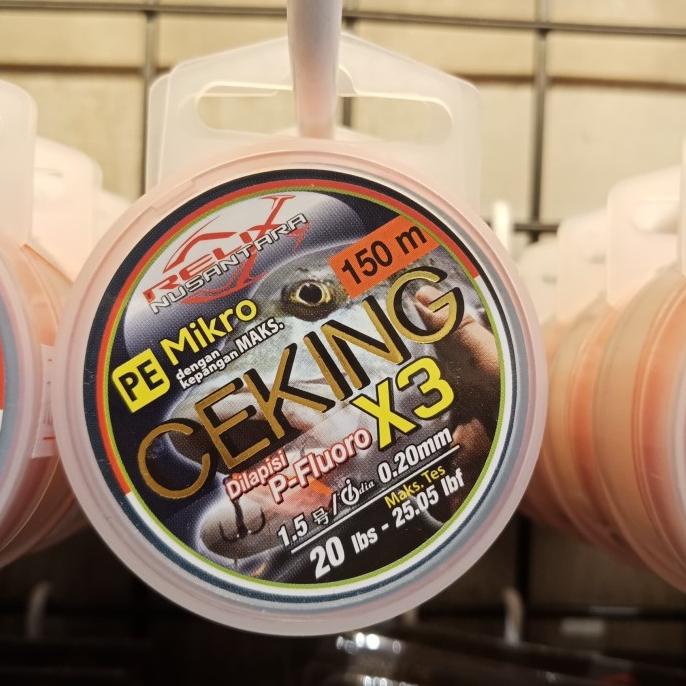 RELIX
NUSANTARA
150 m
PE Mikro
dengan
kepangan MAKS.
CEKING
X3
Dilapisi
P-Fluoro
1.5 号 / dia 0.20mm
Maks. Tes
20 lbs - 25.05 lbf